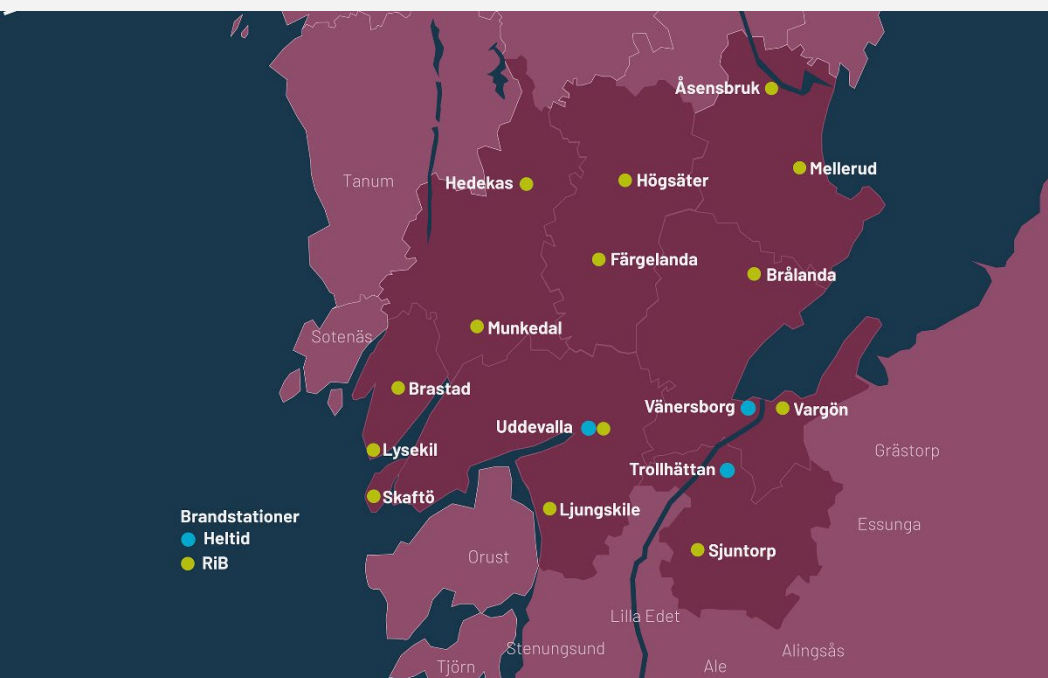 Åsensbruk
Mellerud
Tanum
Hedekas
Högsäter
Färgelanda
Brålanda
Munkedal
Sotenäs
Brastad
Vänersborg
Vargön
Uddevalla
Lysekil
Grästorp
Trollhättan
Skaftö
Ljungskile
Brandstationer
Heltid
RiB
Essunga
Orust
Sjuntorp
Lilla Edet
Stenungsund
Alingsås
Tjörn
Ale